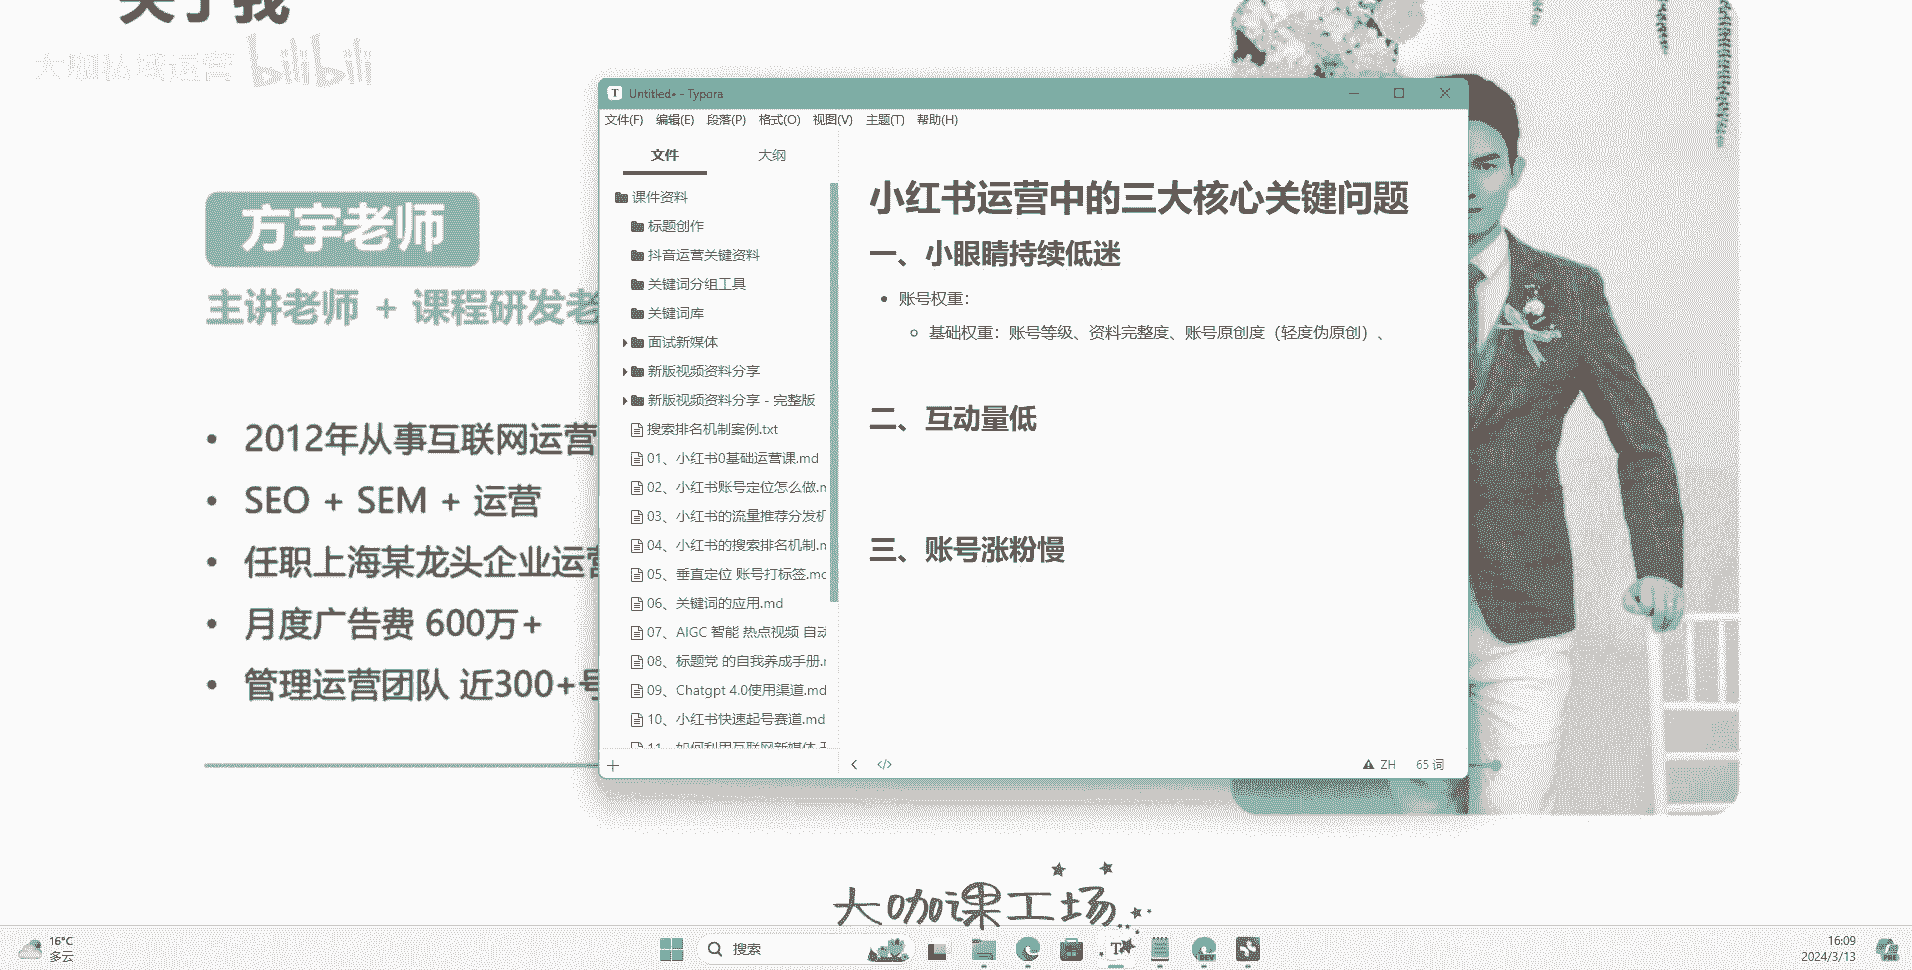 关于我
大咖私域运营 bilibili
方宇老师
主讲老师 + 课程研发老
• 2012年从事互联网运营
• SEO + SEM + 运营
• 任职上海某龙头企业运营
• 月度广告费 600万+
• 管理运营团队 近300+号
Untitled• - Typora
文件(F) 编辑(E) 段落(P) 格式(O) 视图(V) 主题(T) 帮助(H)
文件 大纲
课件资料
标题创作
抖音运营关键资料
关键词分组工具
关键词库
面试新媒体
新版视频资料分享
新版视频资料分享 - 完整版
搜索排名机制案例.txt
01、小红书0基础运营课.md
02、小红书账号定位怎么做.m
03、小红书的流量推荐分发机
04、小红书的搜索排名机制.m
05、垂直定位 账号打标签.md
06、关键词的应用.md
07、AIGC 智能 热点视频 自动
08、标题党 的自我养成手册.m
09、Chatgpt 4.0使用渠道.md
10、小红书快速起号赛道.md
11、如何利用互联网新媒体
小红书运营中的三大核心关键问题
一、小眼睛持续低迷
• 账号权重：
◦ 基础权重：账号等级、资料完整度、账号原创度（轻度伪原创）、
二、互动量低
三、账号涨粉慢
ZH 65 词
大咖课工场
16°C
多云
搜索
16:09
2024/3/13